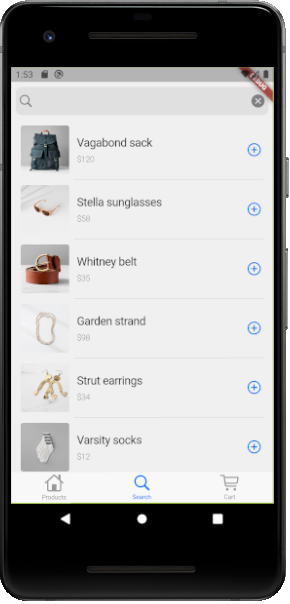 1:53
Vagabond sack
$120
Stella sunglasses
$58
Whitney belt
$35
Garden strand
$98
Strut earrings
$34
Varsity socks
$12
Products
Search
Cart